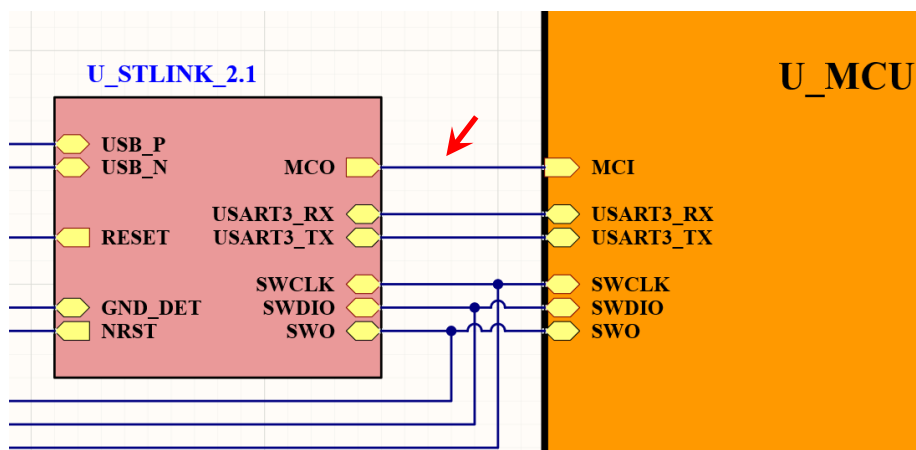 U_STLINK_2.1
U_MCU
USB_P
USB_N
MCO
MCI
USART3_RX
USART3_RX
RESET
USART3_TX
USART3_TX
SWCLK
SWCLK
GND_DET
SWDIO
SWDIO
NRST
SWO
SWO